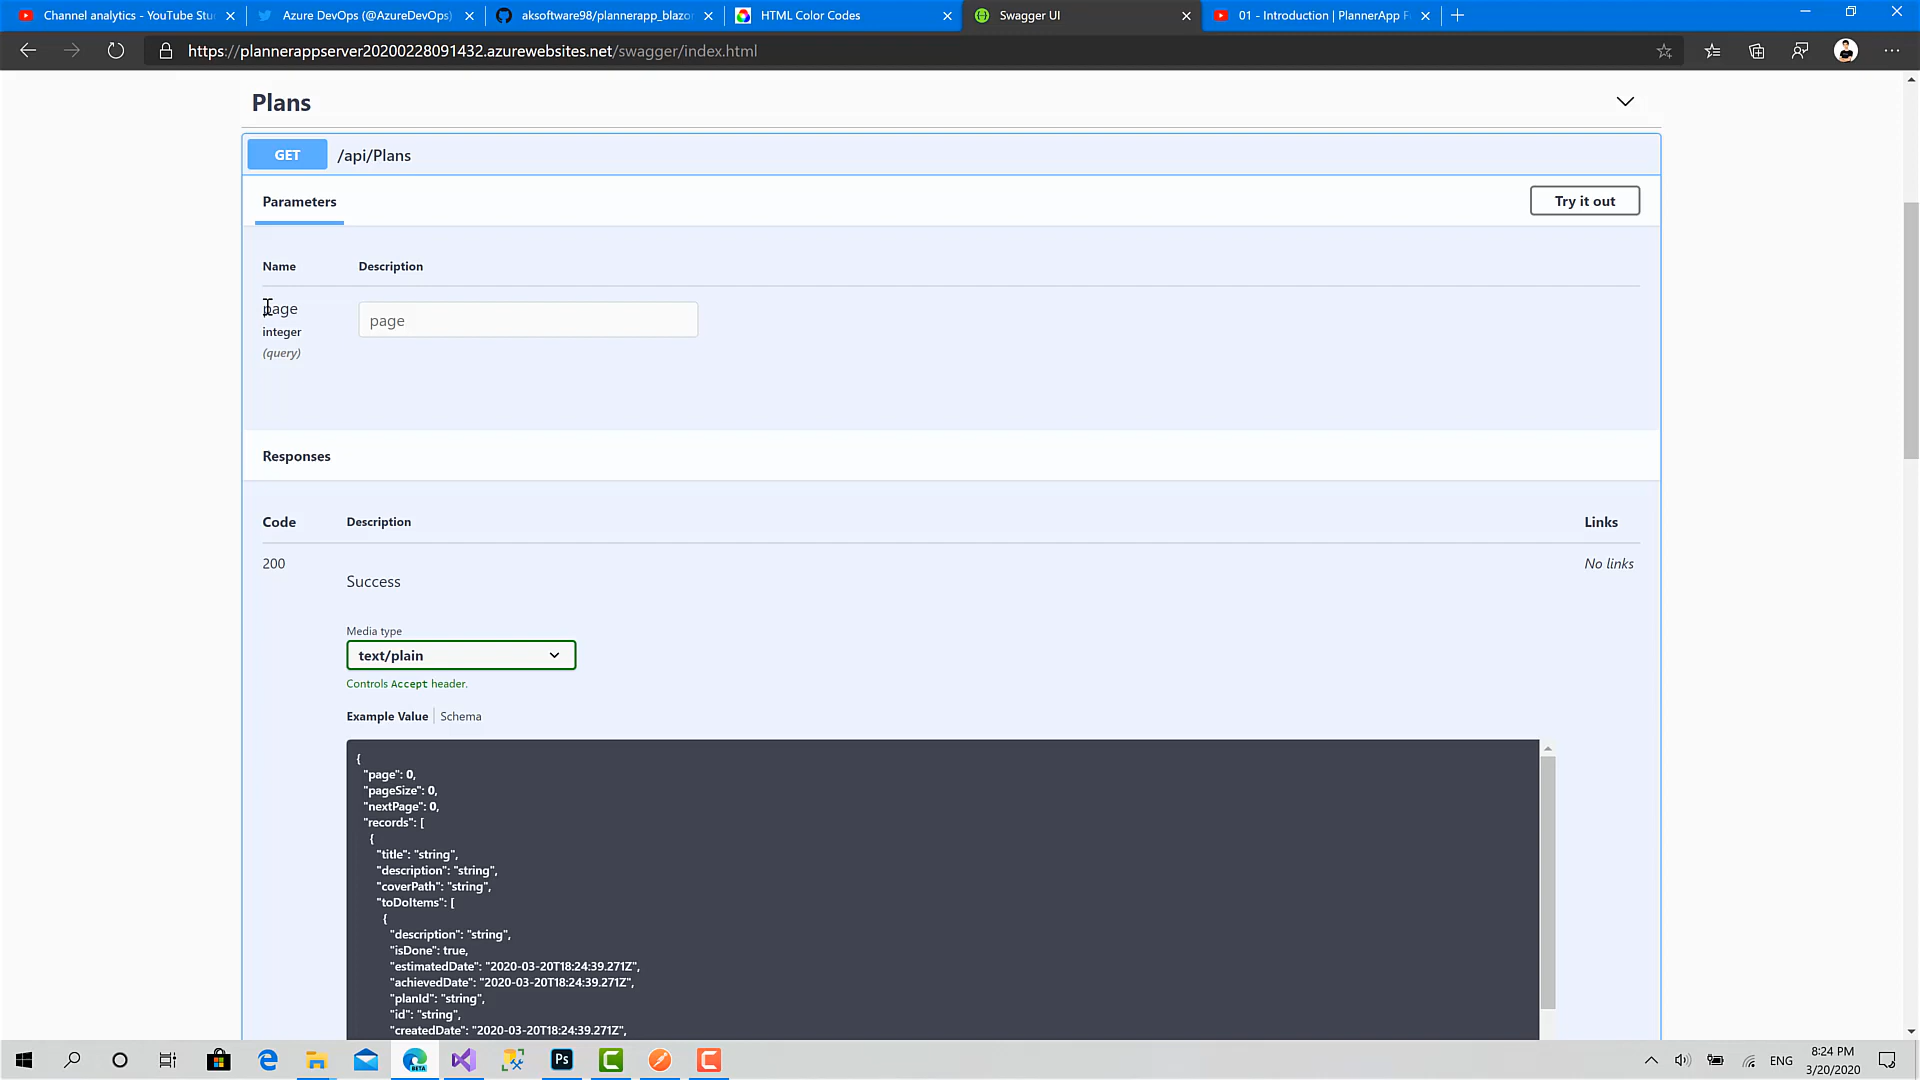 Channel analytics - YouTube Stu
Azure DevOps (@AzureDevOps)
aksoftware98/plannerapp_blazor
HTML Color Codes
Swagger UI
01 - Introduction | PlannerApp F
https://plannerappserver20200228091432.azurewebsites.net/swagger/index.html
Plans
GET /api/Plans
Parameters
Try it out
Name Description
page
integer
(query)
page
Responses
Code Description Links
200 No links
Success
Media type
text/plain
Controls Accept header.
Example Value Schema
{
"page": 0,
"pageSize": 0,
"nextPage": 0,
"records": [
{
"title": "string",
"description": "string",
"coverPath": "string",
"toDoItems": [
{
"description": "string",
"isDone": true,
"estimatedDate": "2020-03-20T18:24:39.271Z",
"achievedDate": "2020-03-20T18:24:39.271Z",
"planId": "string",
"id": "string",
"createdDate": "2020-03-20T18:24:39.271Z",
BETA
Ps
ENG
8:24 PM
3/20/2020